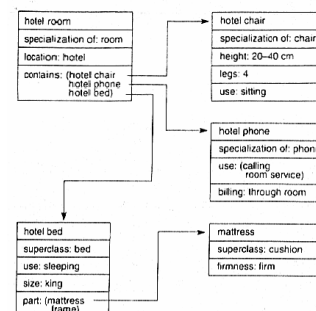 hotel room
specialization of: room
location: hotel
contains: (hotel chair
hotel phone
hotel bed)
hotel chair
specialization of: chair
height: 20–40 cm
legs: 4
use: sitting
hotel phone
specialization of: phon
use: (calling
room service)
billing: through room
hotel bed
superclass: bed
use: sleeping
size: king
part: (mattress
frame)
mattress
superclass: cushion
firmness: firm